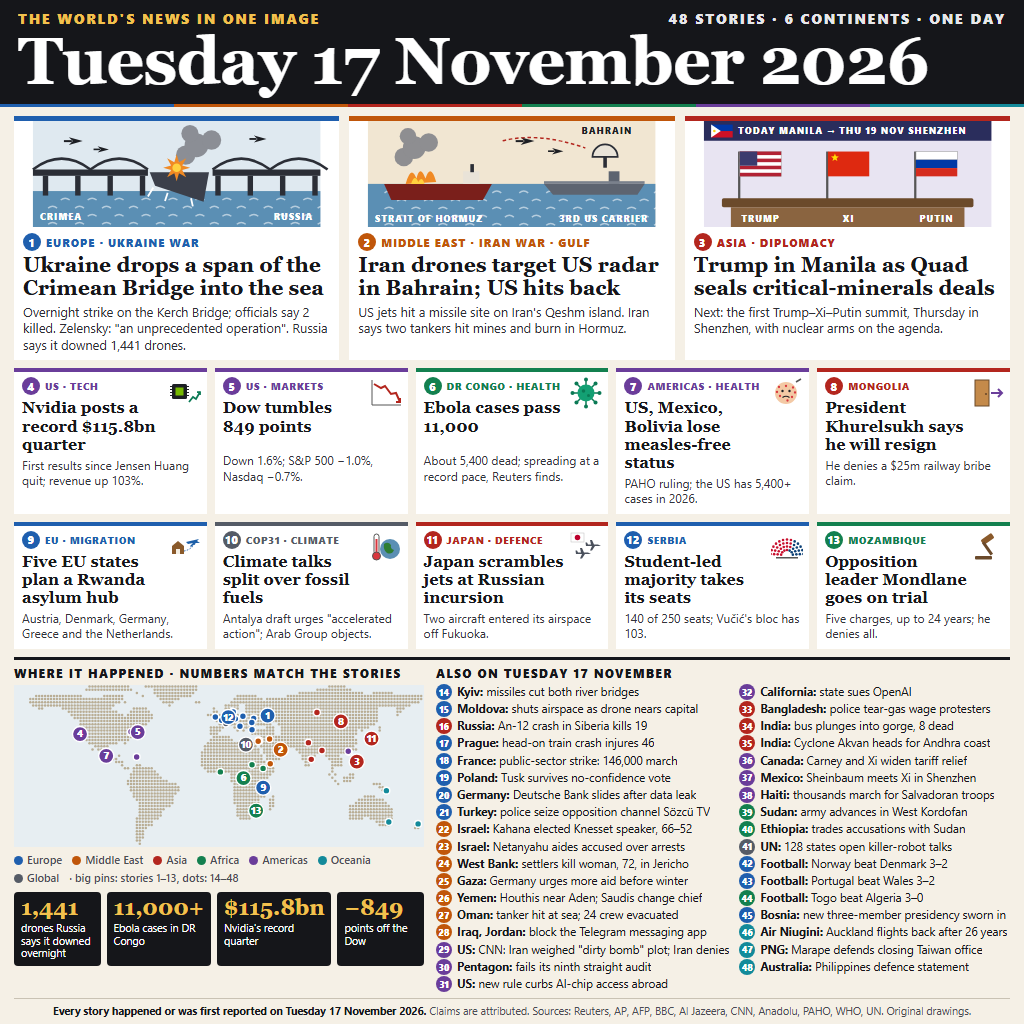 THE WORLD'S NEWS IN ONE IMAGE
48 STORIES · 6 CONTINENTS · ONE DAY
Tuesday 17 November 2026
CRIMEA
RUSSIA
1 EUROPE · UKRAINE WAR
Ukraine drops a span of the
Crimean Bridge into the sea
Overnight strike on the Kerch Bridge; officials say 2
killed. Zelensky: "an unprecedented operation". Russia
says it downed 1,441 drones.
BAHRAIN
STRAIT OF HORMUZ
3RD US CARRIER
2 MIDDLE EAST · IRAN WAR · GULF
Iran drones target US radar
in Bahrain; US hits back
US jets hit a missile site on Iran's Qeshm island. Iran
says two tankers hit mines and burn in Hormuz.
TODAY MANILA → THU 19 NOV SHENZHEN
TRUMP
XI
PUTIN
3 ASIA · DIPLOMACY
Trump in Manila as Quad
seals critical-minerals deals
Next: the first Trump–Xi–Putin summit, Thursday in
Shenzhen, with nuclear arms on the agenda.
4 US · TECH
Nvidia posts a
record $115.8bn
quarter
First results since Jensen Huang
quit; revenue up 103%.
5 US · MARKETS
Dow tumbles
849 points
Down 1.6%; S&P 500 −1.0%,
Nasdaq −0.7%.
6 DR CONGO · HEALTH
Ebola cases pass
11,000
About 5,400 dead; spreading at a
record pace, Reuters finds.
7 AMERICAS · HEALTH
US, Mexico,
Bolivia lose
measles-free
status
PAHO ruling; the US has 5,400+
cases in 2026.
8 MONGOLIA
President
Khurelsukh says
he will resign
He denies a $25m railway bribe
claim.
9 EU · MIGRATION
Five EU states
plan a Rwanda
asylum hub
Austria, Denmark, Germany,
Greece and the Netherlands.
10 COP31 · CLIMATE
Climate talks
split over fossil
fuels
Antalya draft urges "accelerated
action"; Arab Group objects.
11 JAPAN · DEFENCE
Japan scrambles
jets at Russian
incursion
Two aircraft entered its airspace
off Fukuoka.
12 SERBIA
Student-led
majority takes
its seats
140 of 250 seats; Vučić's bloc has
103.
13 MOZAMBIQUE
Opposition
leader Mondlane
goes on trial
Five charges, up to 24 years; he
denies all.
WHERE IT HAPPENED · NUMBERS MATCH THE STORIES
4
5
7
12
1
10
2
6
9
13
8
11
3
Europe
Middle East
Asia
Africa
Americas
Oceania
Global · big pins: stories 1–13, dots: 14–48
1,441
drones Russia
says it downed
overnight
11,000+
Ebola cases in DR
Congo
$115.8bn
Nvidia's record
quarter
−849
points off the
Dow
ALSO ON TUESDAY 17 NOVEMBER
14 Kyiv: missiles cut both river bridges
15 Moldova: shuts airspace as drone nears capital
16 Russia: An-12 crash in Siberia kills 19
17 Prague: head-on train crash injures 46
18 France: public-sector strike: 146,000 march
19 Poland: Tusk survives no-confidence vote
20 Germany: Deutsche Bank slides after data leak
21 Turkey: police seize opposition channel Sözcü TV
22 Israel: Kahana elected Knesset speaker, 66–52
23 Israel: Netanyahu aides accused over arrests
24 West Bank: settlers kill woman, 72, in Jericho
25 Gaza: Germany urges more aid before winter
26 Yemen: Houthis near Aden; Saudis change chief
27 Oman: tanker hit at sea; 24 crew evacuated
28 Iraq, Jordan: block the Telegram messaging app
29 US: CNN: Iran weighed "dirty bomb" plot; Iran denies
30 Pentagon: fails its ninth straight audit
31 US: new rule curbs AI-chip access abroad
32 California: state sues OpenAI
33 Bangladesh: police tear-gas wage protesters
34 India: bus plunges into gorge, 8 dead
35 India: Cyclone Akvan heads for Andhra coast
36 Canada: Carney and Xi widen tariff relief
37 Mexico: Sheinbaum meets Xi in Shenzhen
38 Haiti: thousands march for Salvadoran troops
39 Sudan: army advances in West Kordofan
40 Ethiopia: trades accusations with Sudan
41 UN: 128 states open killer-robot talks
42 Football: Norway beat Denmark 3–2
43 Football: Portugal beat Wales 3–2
44 Football: Togo beat Algeria 3–0
45 Bosnia: new three-member presidency sworn in
46 Air Niugini: Auckland flights back after 26 years
47 PNG: Marape defends closing Taiwan office
48 Australia: Philippines defence statement
Every story happened or was first reported on Tuesday 17 November 2026. Claims are attributed. Sources: Reuters, AP, AFP, BBC, Al Jazeera, CNN, Anadolu, PAHO, WHO, UN. Original drawings.